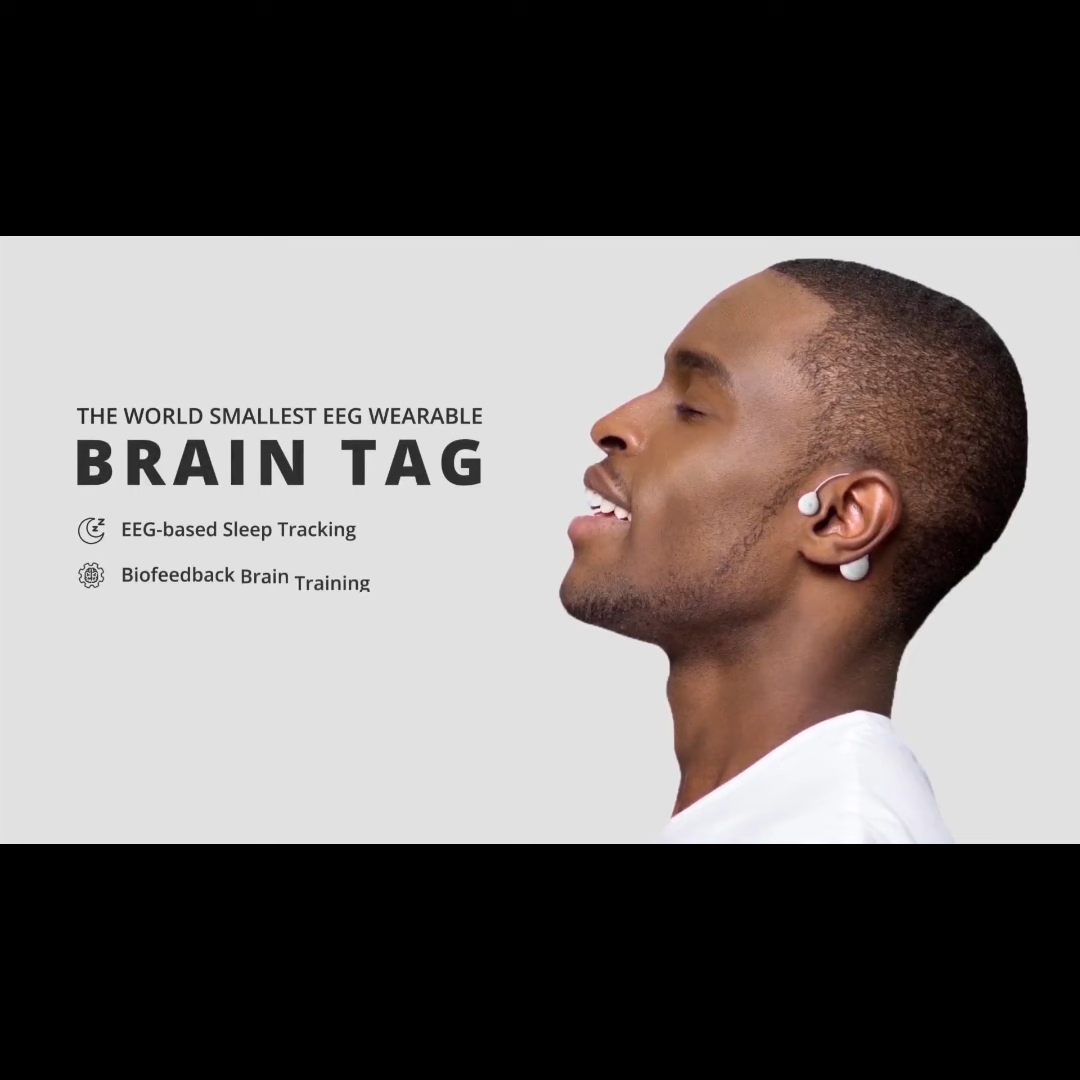 THE WORLD SMALLEST EEG WEARABLE
BRAIN TAG
EEG-based Sleep Tracking
Biofeedback Brain Training